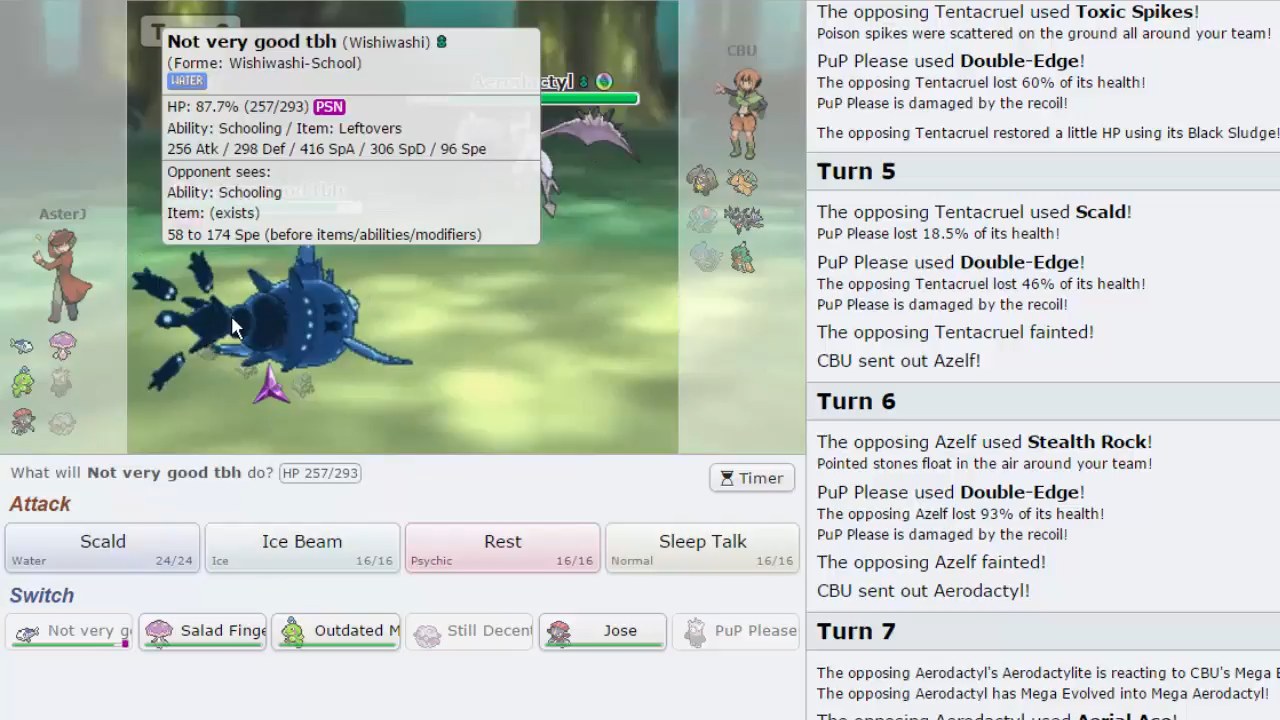 Not very good tbh (Wishiwashi)
(Forme: Wishiwashi-School)
WATER
HP: 87.7% (257/293) PSN
Ability: Schooling / Item: Leftovers
256 Atk / 298 Def / 416 SpA / 306 SpD / 96 Spe
Opponent sees:
Ability: Schooling
Item: (exists)
58 to 174 Spe (before items/abilities/modifiers)
Aerodactyl
CBU
AsterJ
What will Not very good tbh do? HP 257/293
Timer
Attack
Scald
Water 24/24
Ice Beam
Ice 16/16
Rest
Psychic 16/16
Sleep Talk
Normal 16/16
Switch
Not very g
Salad Finge
Outdated M
Still Decen
Jose
PuP Please
The opposing Tentacruel used Toxic Spikes!
Poison spikes were scattered on the ground all around your team!
PuP Please used Double-Edge!
The opposing Tentacruel lost 60% of its health!
PuP Please is damaged by the recoil!
The opposing Tentacruel restored a little HP using its Black Sludge!
Turn 5
The opposing Tentacruel used Scald!
PuP Please lost 18.5% of its health!
PuP Please used Double-Edge!
The opposing Tentacruel lost 46% of its health!
PuP Please is damaged by the recoil!
The opposing Tentacruel fainted!
CBU sent out Azelf!
Turn 6
The opposing Azelf used Stealth Rock!
Pointed stones float in the air around your team!
PuP Please used Double-Edge!
The opposing Azelf lost 93% of its health!
PuP Please is damaged by the recoil!
The opposing Azelf fainted!
CBU sent out Aerodactyl!
Turn 7
The opposing Aerodactyl's Aerodactylite is reacting to CBU's Mega E
The opposing Aerodactyl has Mega Evolved into Mega Aerodactyl!
The opposing Aerodactyl used Aerial Ace!